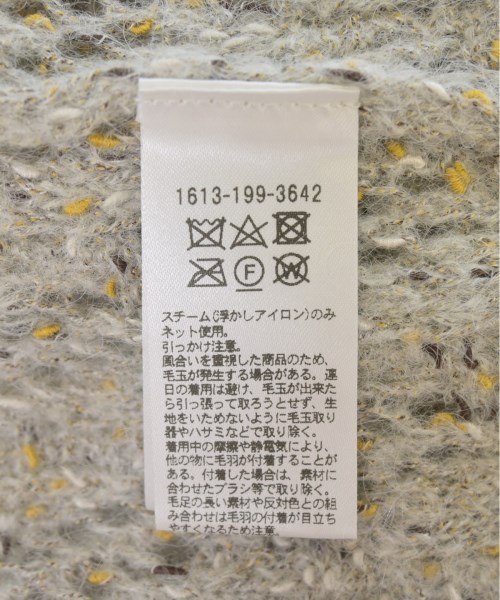 1613-199-3642
F
W
スチーム(浮かしアイロン)のみ
ネット使用。
引っかけ注意。
風合いを重視した商品のため、
毛玉が発生する場合がある。連
日の着用は避け、毛玉が出来た
ら引っ張って取ろうとせず、生
地をいためないように毛玉取り
器やハサミなどで取り除く。
着用中の摩擦や静電気により、
他の物に毛羽が付着することが
ある。付着した場合は、素材に
合わせたブラシ等で取り除く。
毛足の長い素材や反対色との組
み合わせは毛羽の付着が目立ち
やすくなるため注意。